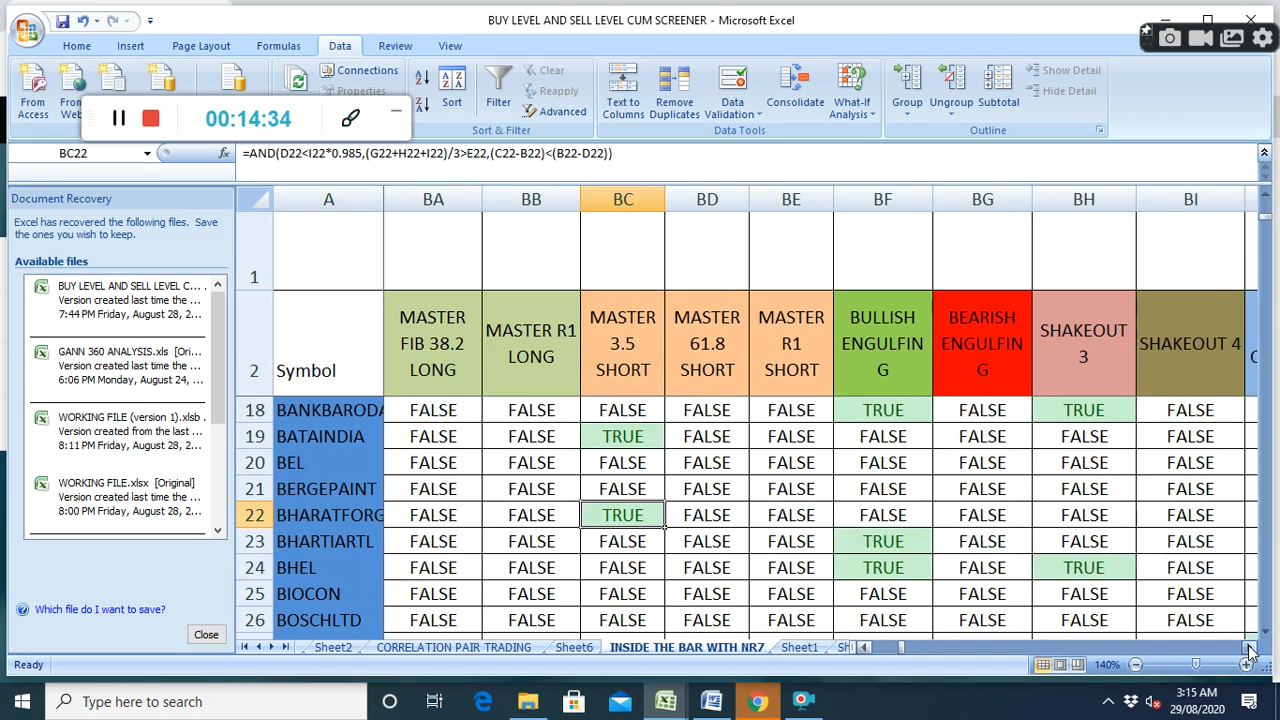 BUY LEVEL AND SELL LEVEL CUM SCREENER - Microsoft Excel
Home Insert Page Layout Formulas Data Review View
From Access
From Web
00:14:34
Connections
Properties
Sort
Filter
Clear
Reapply
Advanced
Sort & Filter
Text to Columns
Remove Duplicates
Data Validation
Consolidate
What-If Analysis
Data Tools
Group
Ungroup
Subtotal
Show Detail
Hide Detail
Outline
BC22 fx =AND(D22<I22*0.985,(G22+H22+I22)/3>E22,(C22-B22)<(B22-D22))
Document Recovery
Excel has recovered the following files. Save
the ones you wish to keep.
Available files
BUY LEVEL AND SELL LEVEL CU...
Version created last time the ...
7:44 PM Friday, August 28, 2...
GANN 360 ANALYSIS.xls [Ori...
Version created last time the ...
6:06 PM Monday, August 24, ...
WORKING FILE (version 1).xlsb ...
Version created from the last ...
8:11 PM Friday, August 28, 2...
WORKING FILE.xlsx [Original]
Version created last time the ...
8:00 PM Friday, August 28, 2...
Which file do I want to save?
Close
A BA BB BC BD BE BF BG BH BI
1
2 Symbol MASTER FIB 38.2 LONG MASTER R1 LONG MASTER 3.5 SHORT MASTER 61.8 SHORT MASTER R1 SHORT BULLISH ENGULFING BEARISH ENGULFING SHAKEOUT 3 SHAKEOUT 4
18 BANKBARODA FALSE FALSE FALSE FALSE FALSE TRUE FALSE TRUE FALSE
19 BATAINDIA FALSE FALSE TRUE FALSE FALSE FALSE FALSE FALSE FALSE
20 BEL FALSE FALSE FALSE FALSE FALSE FALSE FALSE FALSE FALSE
21 BERGEPAINT FALSE FALSE FALSE FALSE FALSE FALSE FALSE FALSE FALSE
22 BHARATFORG FALSE FALSE TRUE FALSE FALSE FALSE FALSE FALSE FALSE
23 BHARTIARTL FALSE FALSE FALSE FALSE FALSE TRUE FALSE FALSE FALSE
24 BHEL FALSE FALSE FALSE FALSE FALSE TRUE FALSE TRUE FALSE
25 BIOCON FALSE FALSE FALSE FALSE FALSE FALSE FALSE FALSE FALSE
26 BOSCHLTD FALSE FALSE FALSE FALSE FALSE FALSE FALSE FALSE FALSE
Sheet2 CORRELATION PAIR TRADING Sheet6 INSIDE THE BAR WITH NR7 Sheet1 Sh
Ready 140%
Type here to search
3:15 AM
29/08/2020